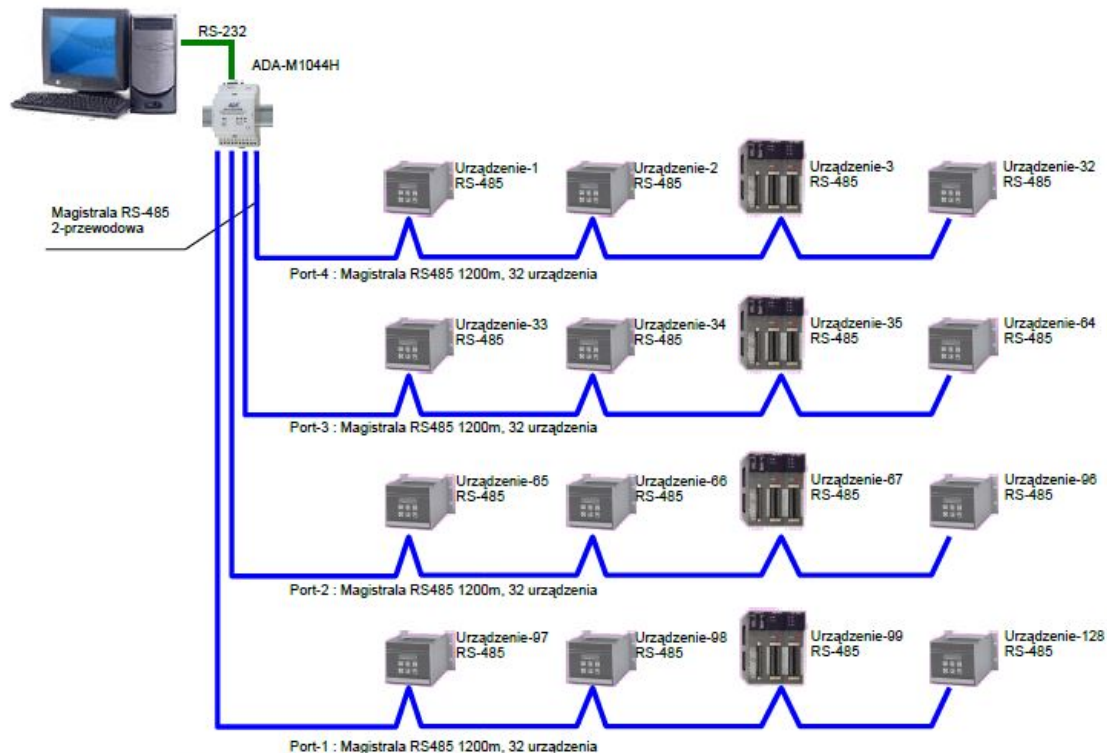 RS-232
ADA-M1044H
Urządzenie-1
RS-485
Urządzenie-2
RS-485
Urządzenie-3
RS-485
Urządzenie-32
RS-485
Magistrala RS-485
2-przewodowa
Port-4 : Magistrala RS485 1200m, 32 urządzenia
Urządzenie-33
RS-485
Urządzenie-34
RS-485
Urządzenie-35
RS-485
Urządzenie-64
RS-485
Port-3 : Magistrala RS485 1200m, 32 urządzenia
Urządzenie-65
RS-485
Urządzenie-66
RS-485
Urządzenie-67
RS-485
Urządzenie-96
RS-485
Port-2 : Magistrala RS485 1200m, 32 urządzenia
Urządzenie-97
RS-485
Urządzenie-98
RS-485
Urządzenie-99
RS-485
Urządzenie-128
RS-485
Port-1 : Magistrala RS485 1200m, 32 urządzenia